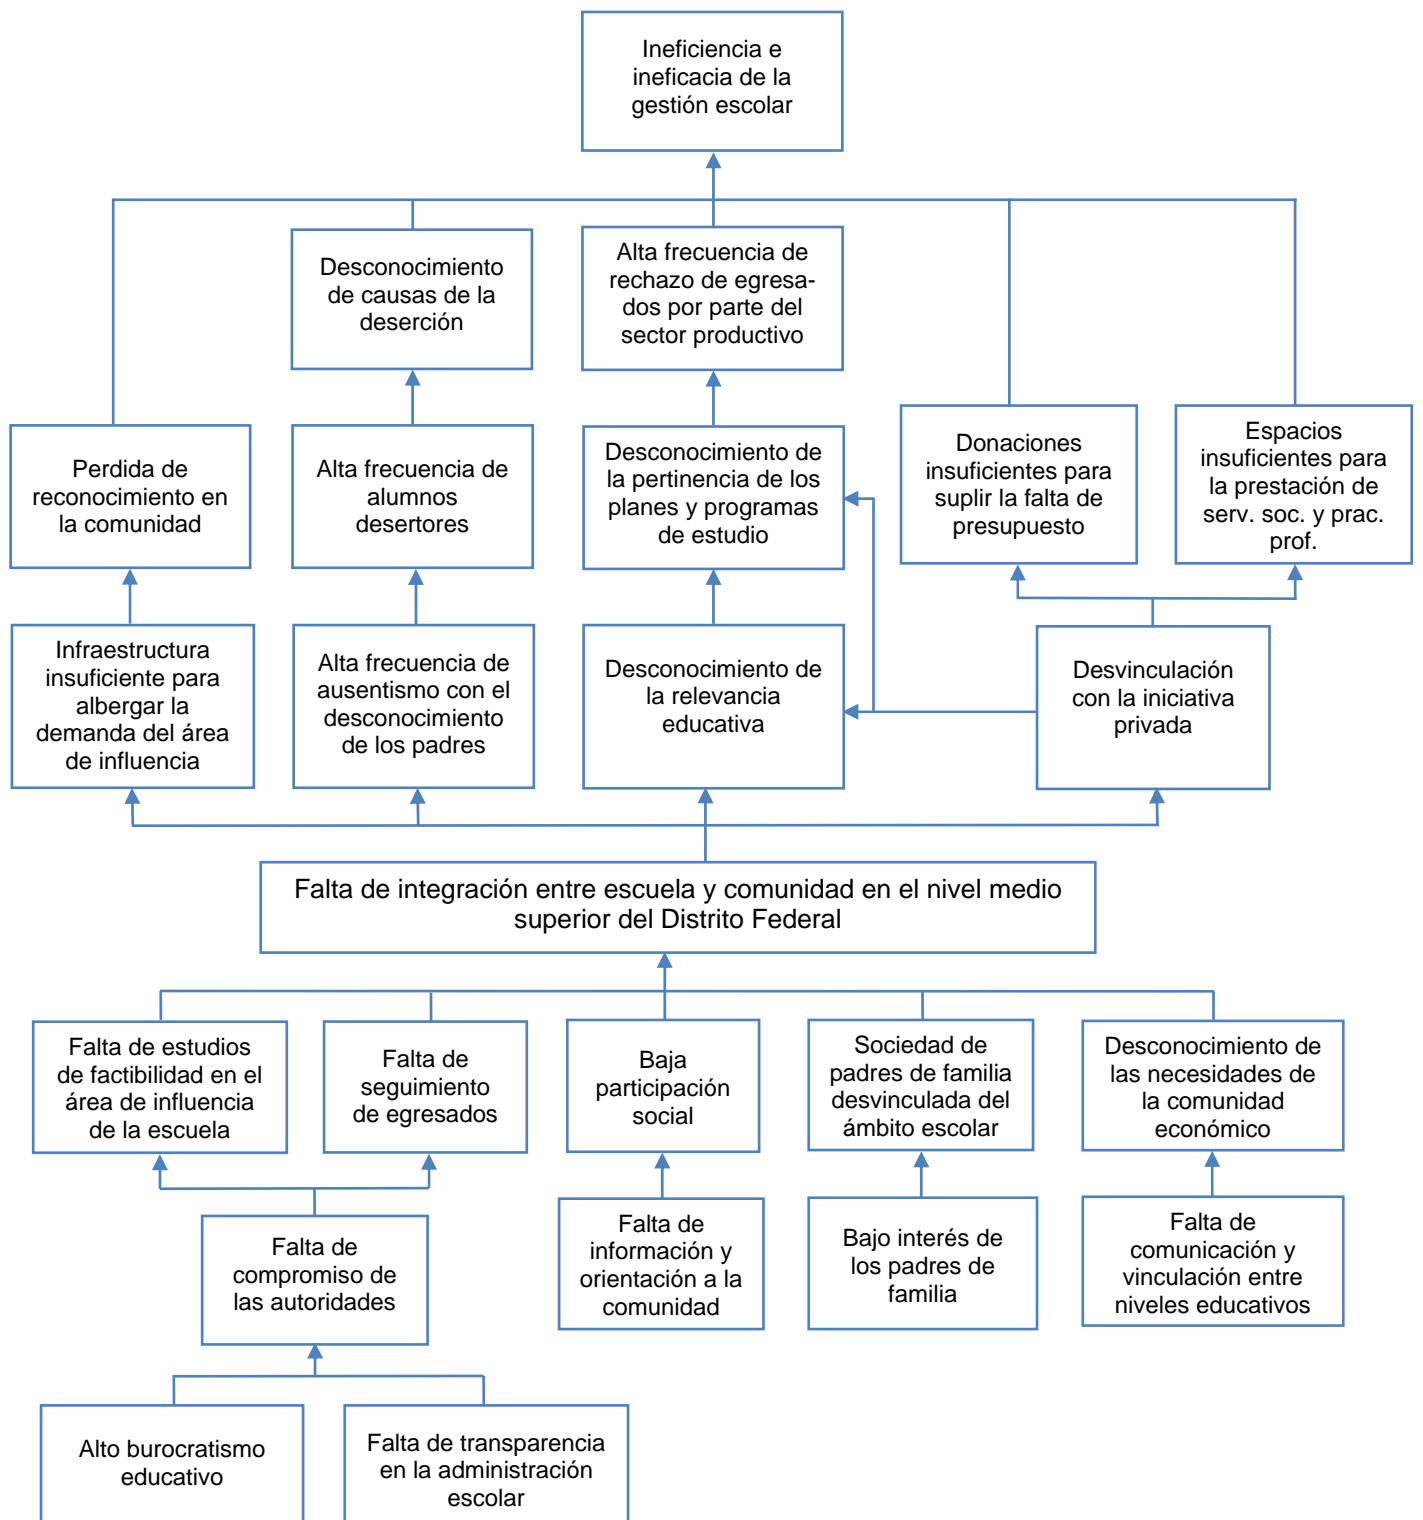 Ineficiencia e
ineficacia de la
gestión escolar
Desconocimiento
de causas de la
deserción
Alta frecuencia de
rechazo de egresa-
dos por parte del
sector productivo
Perdida de
reconocimiento en
la comunidad
Alta frecuencia de
alumnos
desertores
Desconocimiento de
la pertinencia de los
planes y programas
de estudio
Donaciones
insuficientes para
suplir la falta de
presupuesto
Espacios
insuficientes para
la prestación de
serv. soc. y prac.
prof.
Infraestructura
insuficiente para
albergar la
demanda del área
de influencia
Alta frecuencia de
ausentismo con el
desconocimiento
de los padres
Desconocimiento de
la relevancia
educativa
Desvinculación
con la iniciativa
privada
Falta de integración entre escuela y comunidad en el nivel medio
superior del Distrito Federal
Falta de estudios
de factibilidad en el
área de influencia
de la escuela
Falta de
seguimiento
de egresados
Baja
participación
social
Sociedad de
padres de familia
desvinculada del
ámbito escolar
Desconocimiento de
las necesidades de
la comunidad
económico
Falta de
compromiso de
las autoridades
Falta de
información y
orientación a la
comunidad
Bajo interés de
los padres de
familia
Falta de
comunicación y
vinculación entre
niveles educativos
Alto burocratismo
educativo
Falta de transparencia
en la administración
escolar